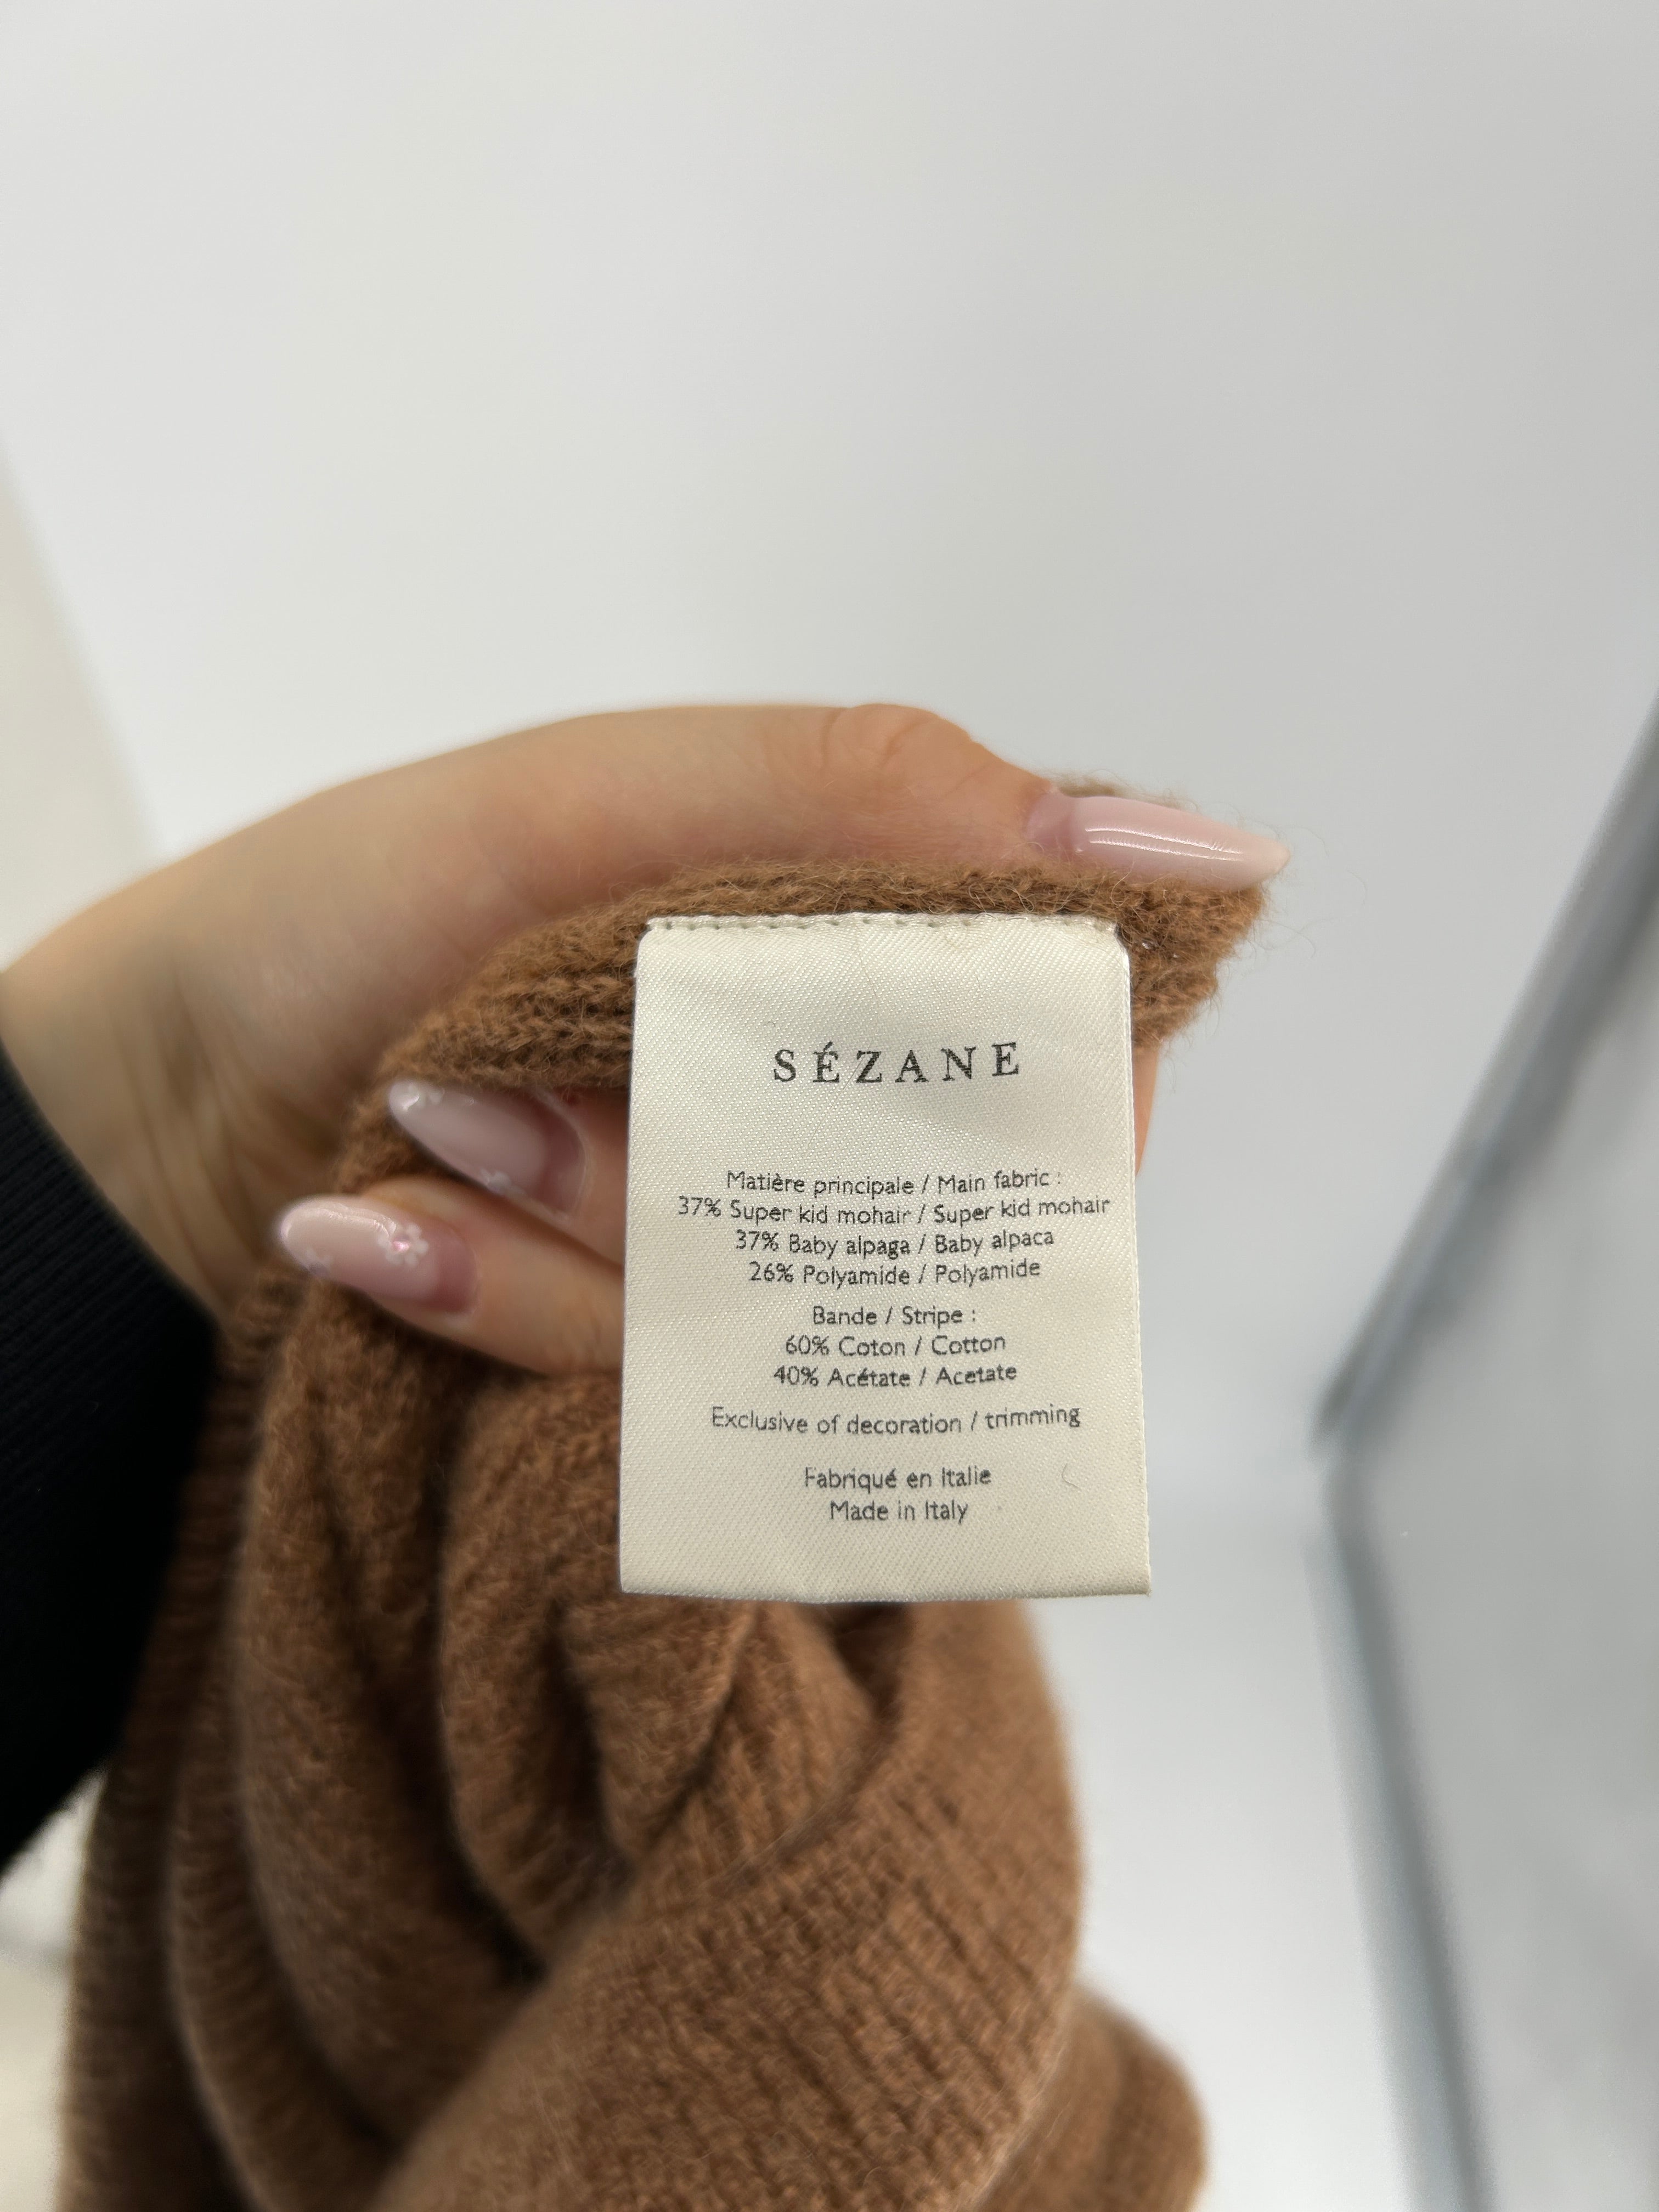 SÉZANE
Matière principale / Main fabric :
37% Super kid mohair / Super kid mohair
37% Baby alpaga / Baby alpaca
26% Polyamide / Polyamide
Bande / Stripe :
60% Coton / Cotton
40% Acétate / Acetate
Exclusive of decoration / trimming
Fabriqué en Italie
Made in Italy